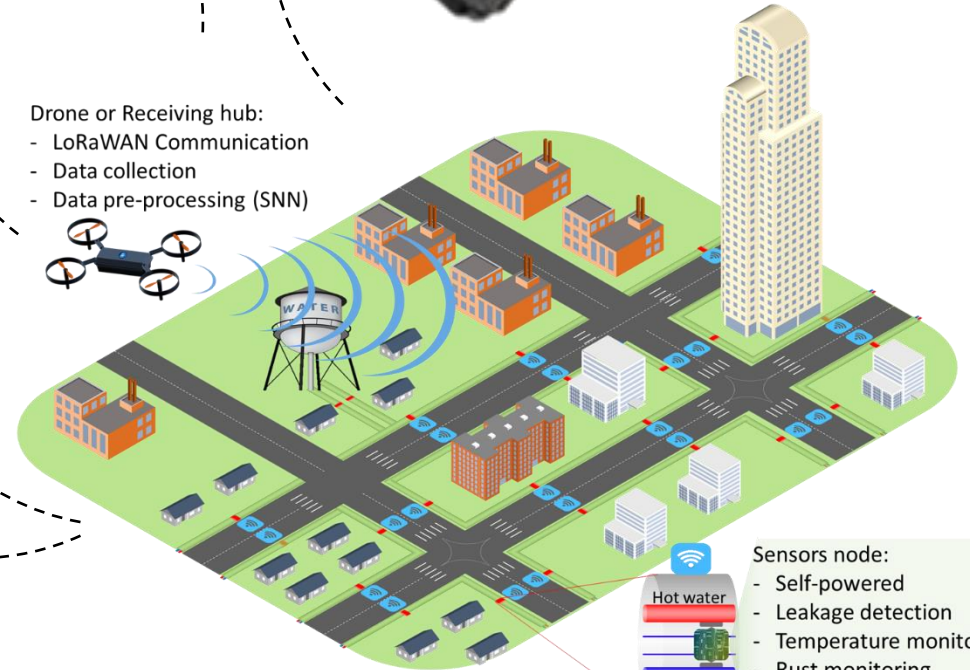 Drone or Receiving hub:
- LoRaWAN Communication
- Data collection
- Data pre-processing (SNN)
WATER
Sensors node:
- Self-powered
Hot water
- Leakage detection
- Temperature